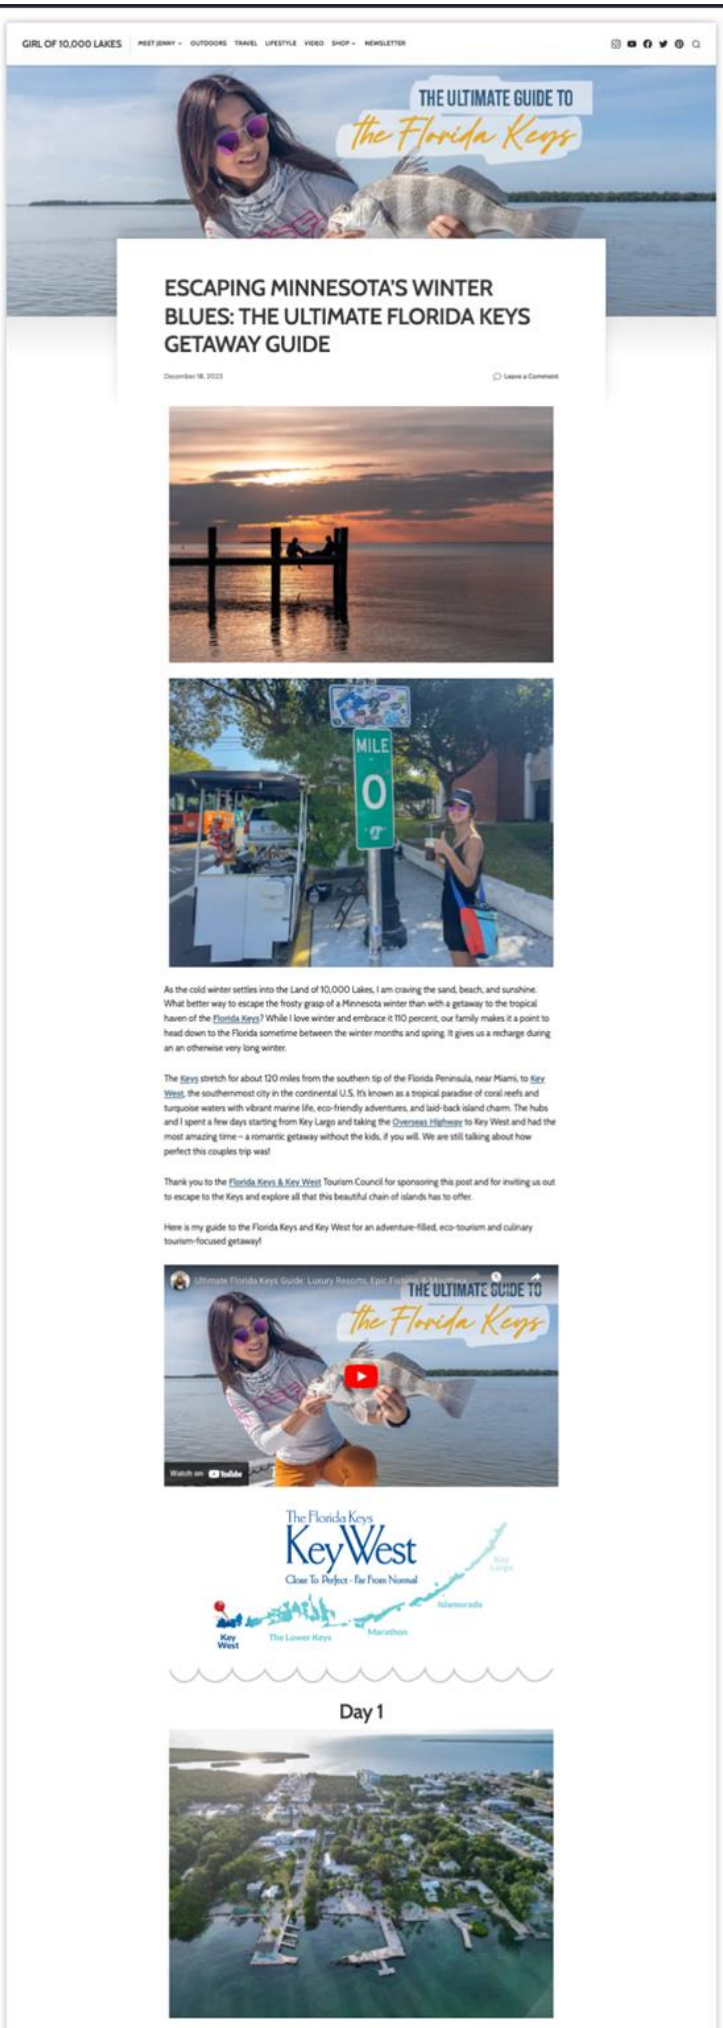 GIRL OF 10,000 LAKES MEET JENNY OUTDOORS TRAVEL LIFESTYLE VIDEO SHOP NEWSLETTER
THE ULTIMATE GUIDE TO
the Florida Keys
ESCAPING MINNESOTA'S WINTER
BLUES: THE ULTIMATE FLORIDA KEYS
GETAWAY GUIDE
December 18, 2023 Leave a Comment
MILE
0
As the cold winter settles into the Land of 10,000 Lakes, I am craving the sand, beach, and sunshine.
What better way to escape the frosty grasp of a Minnesota winter than with a getaway to the tropical
haven of the Florida Keys? While I love winter and embrace it 110 percent, our family makes it a point to
head down to the Florida sometime between the winter months and spring. It gives us a recharge during
an an otherwise very long winter.
The Keys stretch for about 120 miles from the southern tip of the Florida Peninsula, near Miami, to Key
West, the southernmost city in the continental U.S. It's known as a tropical paradise of coral reefs and
turquoise waters with vibrant marine life, eco-friendly adventures, and laid-back island charm. The hubs
and I spent a few days starting from Key Largo and taking the Overseas Highway to Key West and had the
most amazing time – a romantic getaway without the kids, if you will. We are still talking about how
perfect this couples trip was!
Thank you to the Florida Keys & Key West Tourism Council for sponsoring this post and for inviting us out
to escape to the Keys and explore all that this beautiful chain of islands has to offer.
Here is my guide to the Florida Keys and Key West for an adventure-filled, eco-tourism and culinary
tourism-focused getaway!
Ultimate Florida Keys Guide: Luxury Resorts, Epic Fishing &
THE ULTIMATE GUIDE TO
the Florida Keys
Watch on YouTube
The Florida Keys
Key West
Close To Perfect - Far From Normal
Key
Largo
Islamorada
Marathon
The Lower Keys
Key
West
Day 1